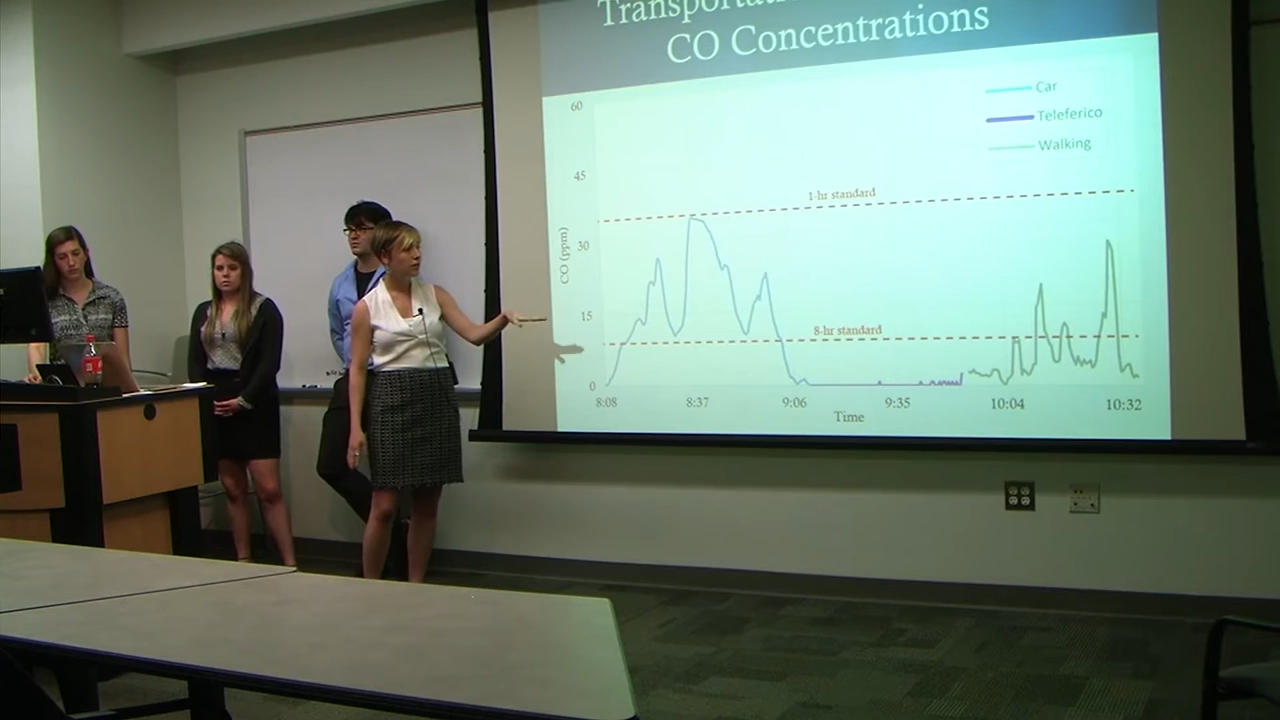 CO Concentrations
Car
Teleferico
Walking
60
45
30
15
0
CO (ppm)
1-hr standard
8-hr standard
8:08
8:37
9:06
9:35
10:04
10:32
Time